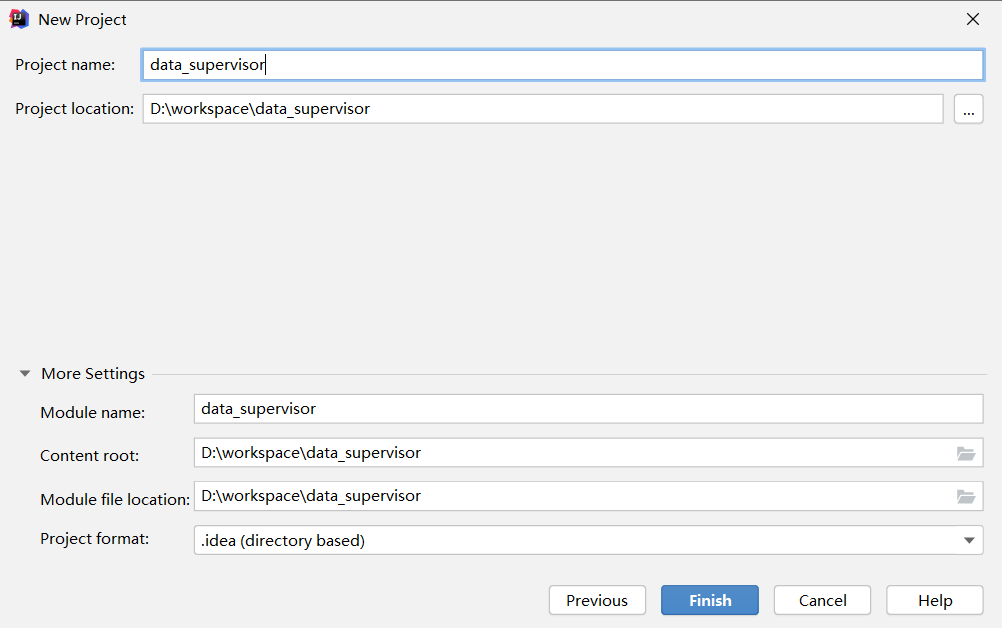 New Project
Project name: data_supervisor
Project location: D:\workspace\data_supervisor ...
More Settings
Module name: data_supervisor
Content root: D:\workspace\data_supervisor
Module file location: D:\workspace\data_supervisor
Project format: .idea (directory based)
Previous Finish Cancel Help